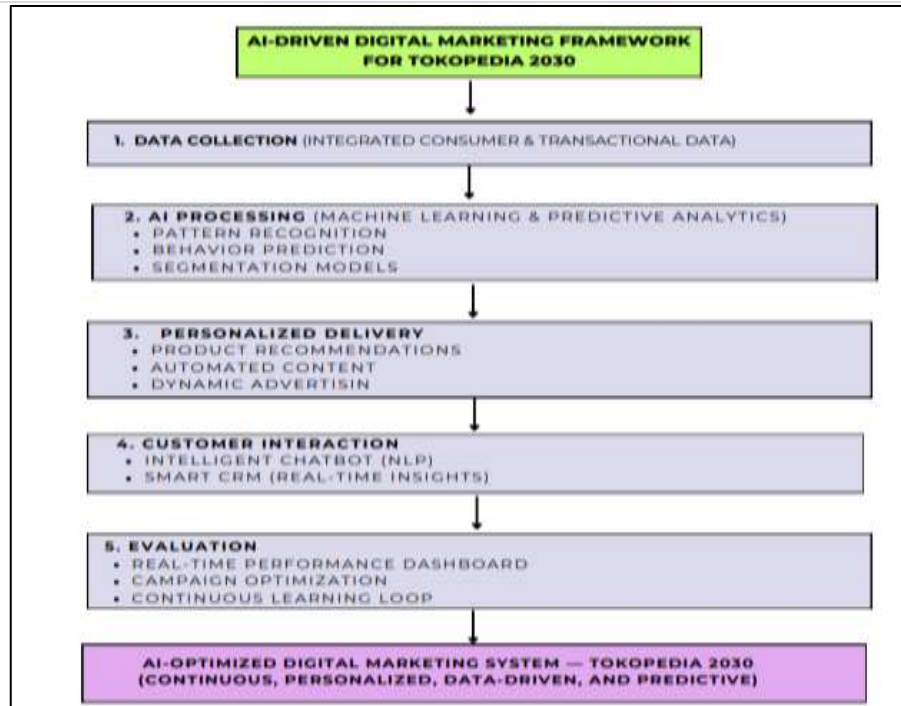 AI-DRIVEN DIGITAL MARKETING FRAMEWORK
FOR TOKOPEDIA 2030
1. DATA COLLECTION (INTEGRATED CONSUMER & TRANSACTIONAL DATA)
2. AI PROCESSING (MACHINE LEARNING & PREDICTIVE ANALYTICS)
• PATTERN RECOGNITION
• BEHAVIOR PREDICTION
• SEGMENTATION MODELS
3. PERSONALIZED DELIVERY
• PRODUCT RECOMMENDATIONS
• AUTOMATED CONTENT
• DYNAMIC ADVERTISIN
4. CUSTOMER INTERACTION
• INTELLIGENT CHATBOT (NLP)
• SMART CRM (REAL-TIME INSIGHTS)
5. EVALUATION
• REAL-TIME PERFORMANCE DASHBOARD
• CAMPAIGN OPTIMIZATION
• CONTINUOUS LEARNING LOOP
AI-OPTIMIZED DIGITAL MARKETING SYSTEM — TOKOPEDIA 2030
(CONTINUOUS, PERSONALIZED, DATA-DRIVEN, AND PREDICTIVE)